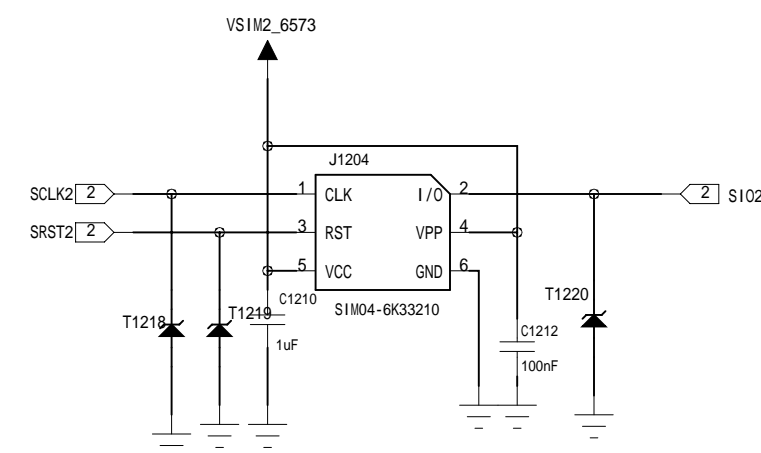 VSIM2_6573
J1204
SCLK2 2 1 CLK I/O 2 2 SIO2
SRST2 2 3 RST VPP 4
5 VCC GND 6
C1210
SIM04-6K33210
T1220
T1218 T1219
1uF
C1212
100nF